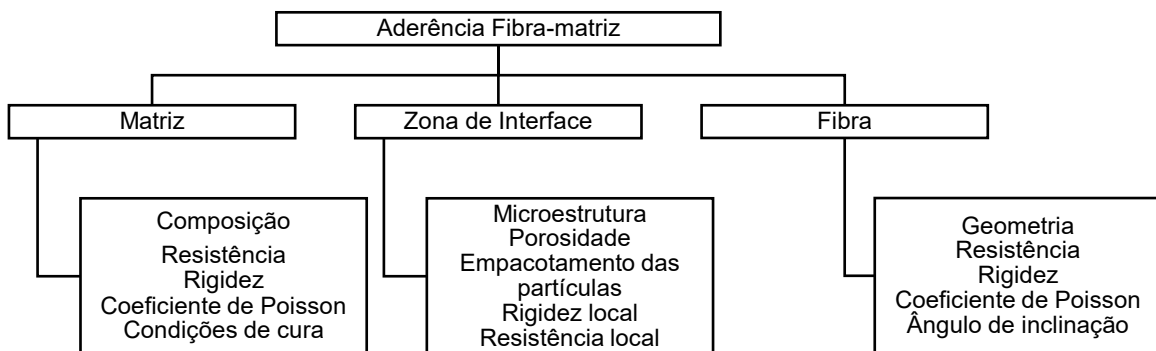 Aderência Fibra-matriz
Matriz
Zona de Interface
Fibra
Composição
Resistência
Rigidez
Coeficiente de Poisson
Condições de cura
Microestrutura
Porosidade
Empacotamento das
partículas
Rigidez local
Resistência local
Geometria
Resistência
Rigidez
Coeficiente de Poisson
Ângulo de inclinação